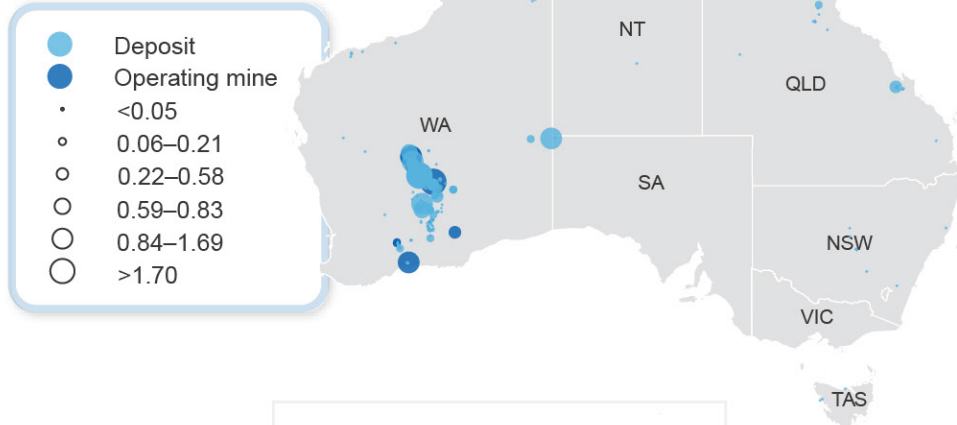 Deposit
Operating mine
<0.05
0.06–0.21
0.22–0.58
0.59–0.83
0.84–1.69
>1.70
NT
QLD
WA
SA
NSW
VIC
TAS